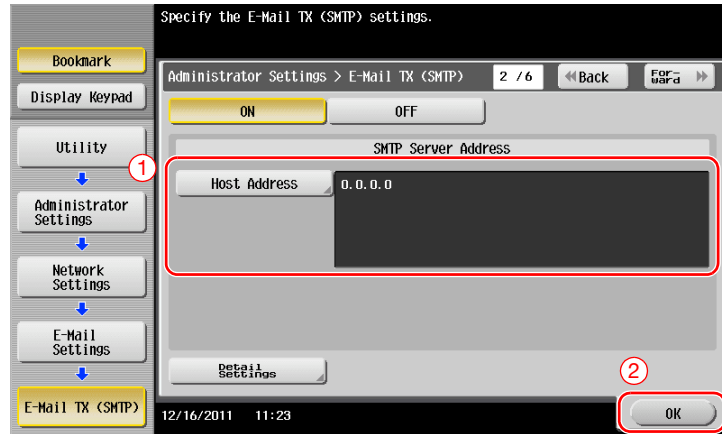 Specify the E-Mail TX (SMTP) settings.
Bookmark
Display Keypad
Utility
Administrator
Settings
Network
Settings
E-Mail
Settings
E-Mail TX (SMTP)
Administrator Settings > E-Mail TX (SMTP) 2 /6 Back For-
ward
ON OFF
SMTP Server Address
1
Host Address 0.0.0.0
Detail
Settings
2
12/16/2011 11:23 OK